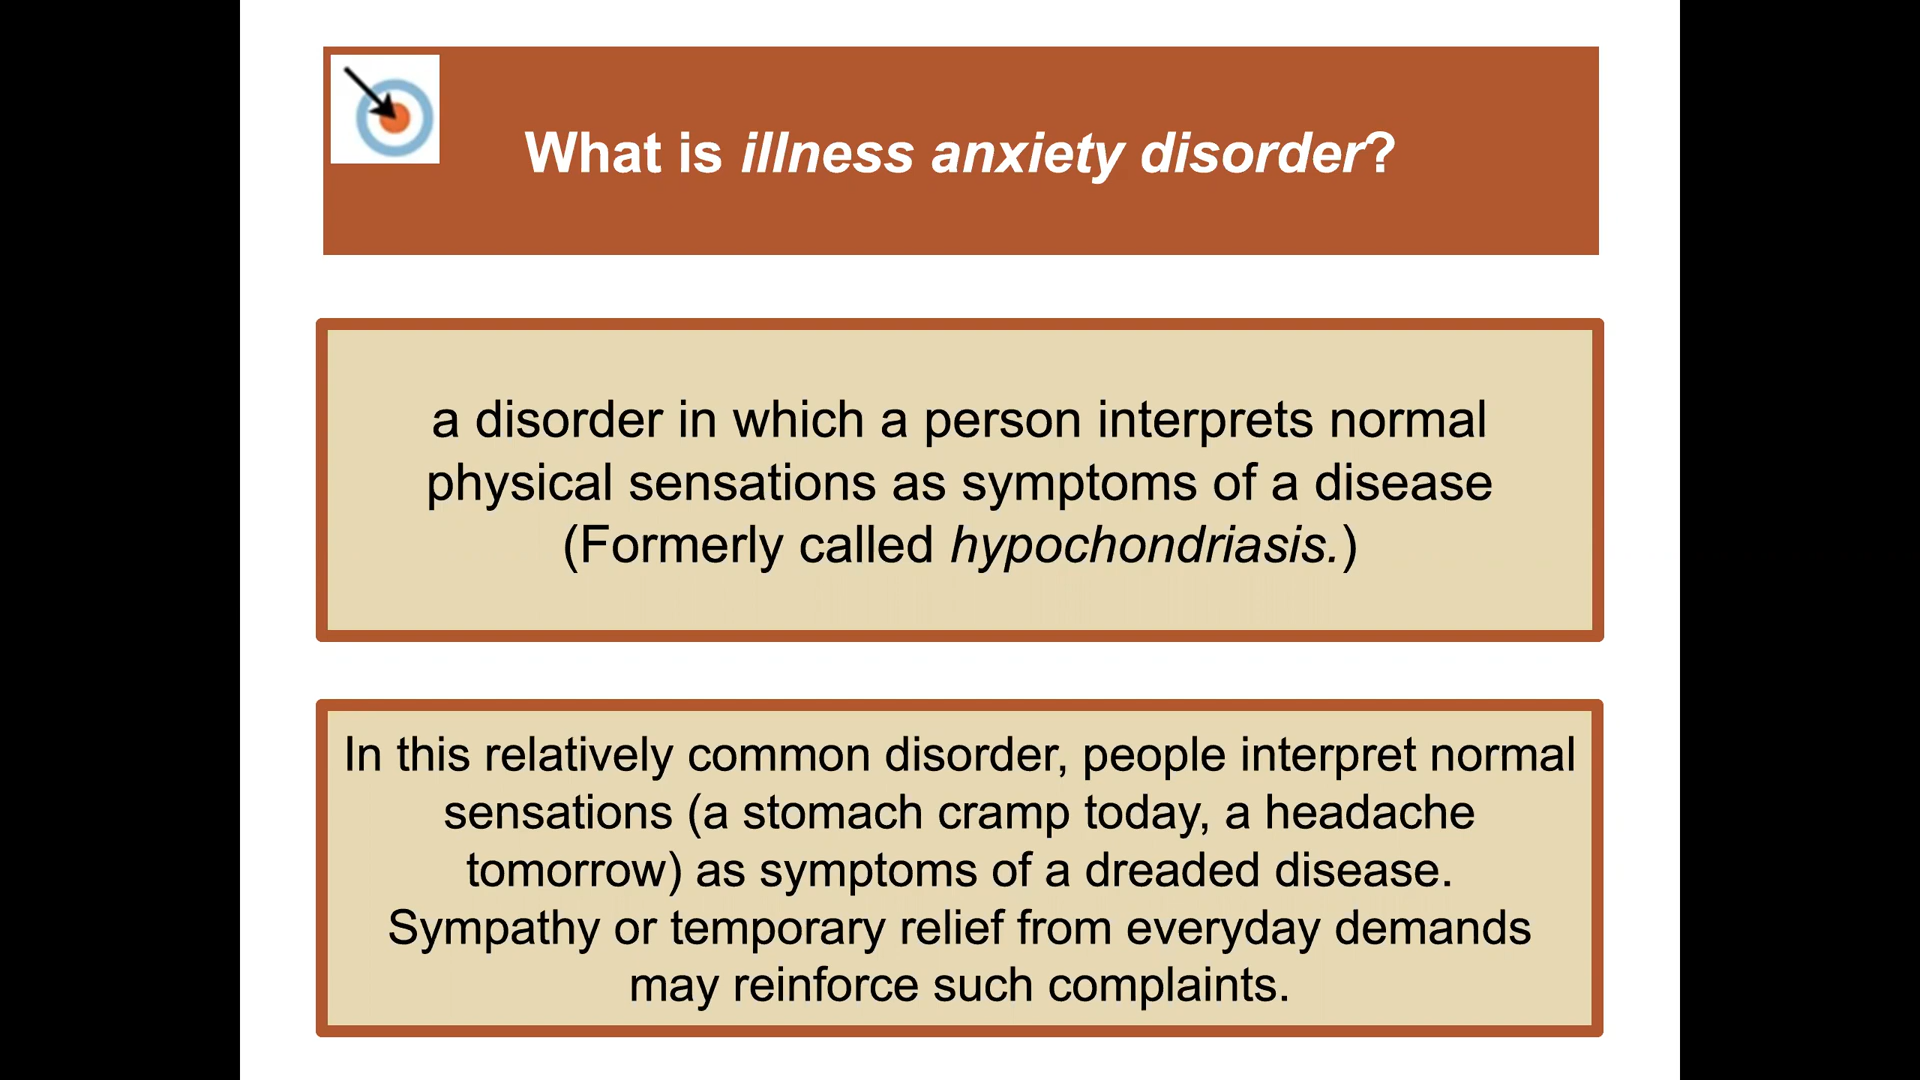 What is illness anxiety disorder?
a disorder in which a person interprets normal
physical sensations as symptoms of a disease
(Formerly called hypochondriasis.)
In this relatively common disorder, people interpret normal
sensations (a stomach cramp today, a headache
tomorrow) as symptoms of a dreaded disease.
Sympathy or temporary relief from everyday demands
may reinforce such complaints.